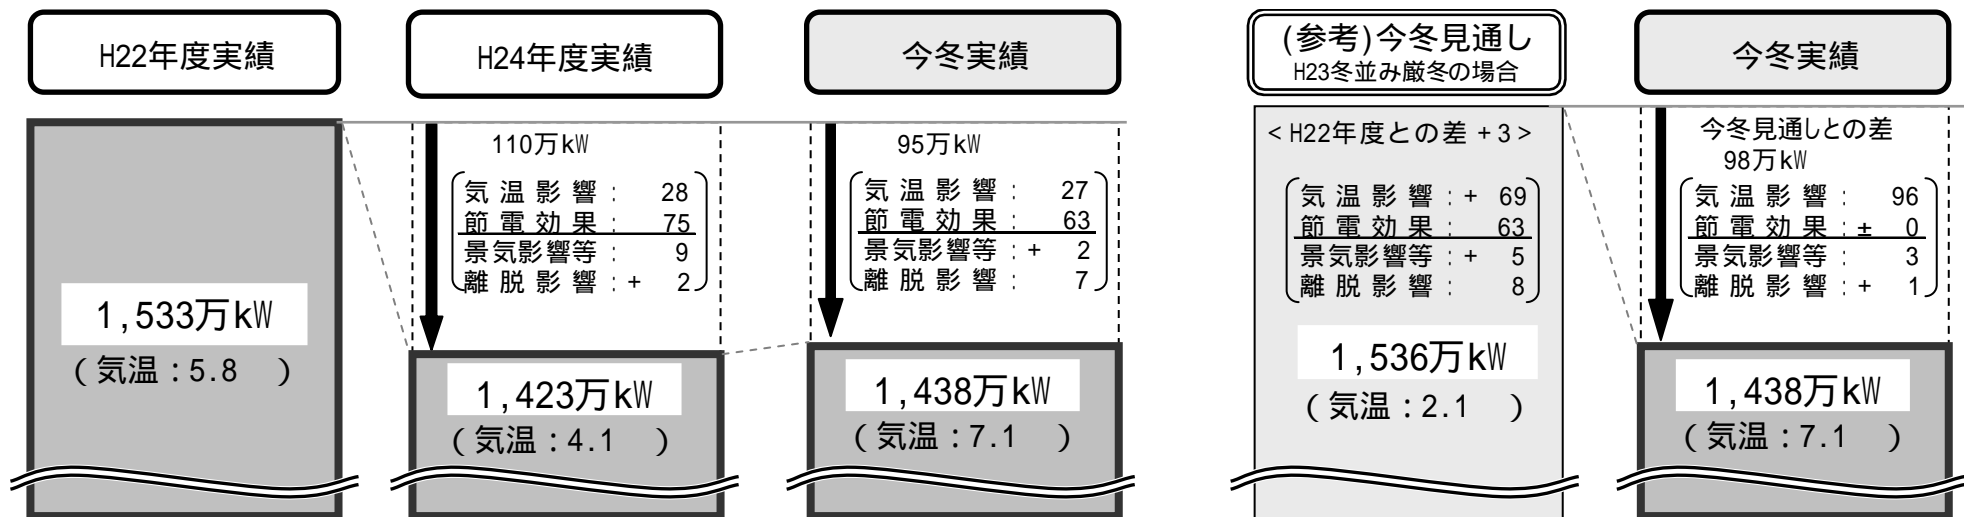 H22年度実績
H24年度実績
今冬実績
(参考)今冬見通し
H23冬並み厳冬の場合
今冬実績
1,533万kW
(気温:5.8 )
110万kW
気温影響: 28
節電効果: 75
景気影響等: 9
離脱影響:+ 2
1,423万kW
(気温:4.1 )
95万kW
気温影響: 27
節電効果: 63
景気影響等:+ 2
離脱影響: 7
1,438万kW
(気温:7.1 )
<H22年度との差 +3>
気温影響:+ 69
節電効果: 63
景気影響等:+ 5
離脱影響: 8
1,536万kW
(気温:2.1 )
今冬見通しとの差
98万kW
気温影響: 96
節電効果:± 0
景気影響等: 3
離脱影響:+ 1
1,438万kW
(気温:7.1 )